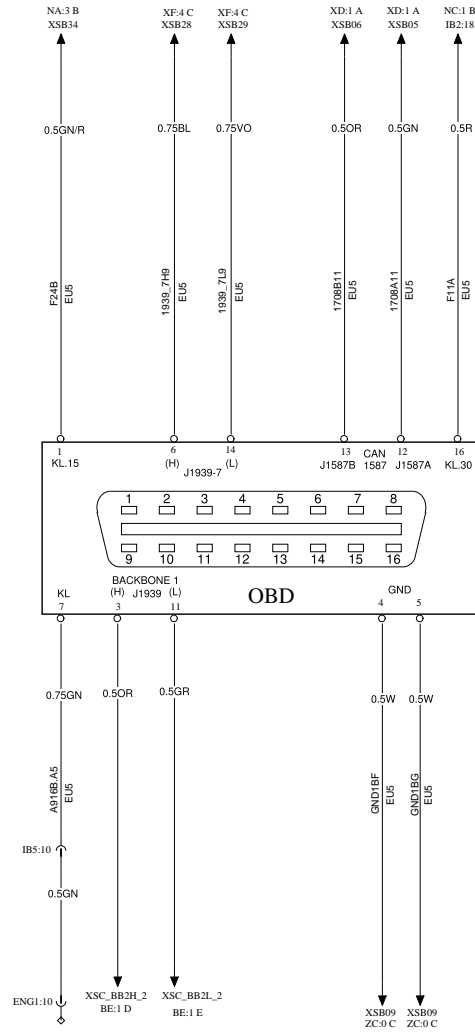 NA:3 B XF:4 C XF:4 C XD:1 A XD:1 A NC:1 B
XSB34 XSB28 XSB29 XSB06 XSB05 IB2:18
0.5GN/R 0.75BL 0.75VO 0.5OR 0.5GN 0.5R
F24B 1939_7H9 1939_7L9 1708B11 1708A11 F11A
EU5 EU5 EU5 EU5 EU5 EU5
1 6 14 13 12 16
KL.15 (H) (L) J1587B CAN 1587 J1587A KL.30
J1939-7
1 2 3 4 5 6 7 8
9 10 11 12 13 14 15 16
BACKBONE 1
KL (H) J1939 (L) OBD GND
7 3 11 4 5
0.75GN 0.5OR 0.5GR 0.5W 0.5W
A916B.A5 GND1BF GND1BG
EU5 EU5 EU5
IB5:10
0.5GN
ENG1:10 XSC_BB2H_2 XSC_BB2L_2 XSB09 XSB09
BE:1 D BE:1 E ZC:0 C ZC:0 C